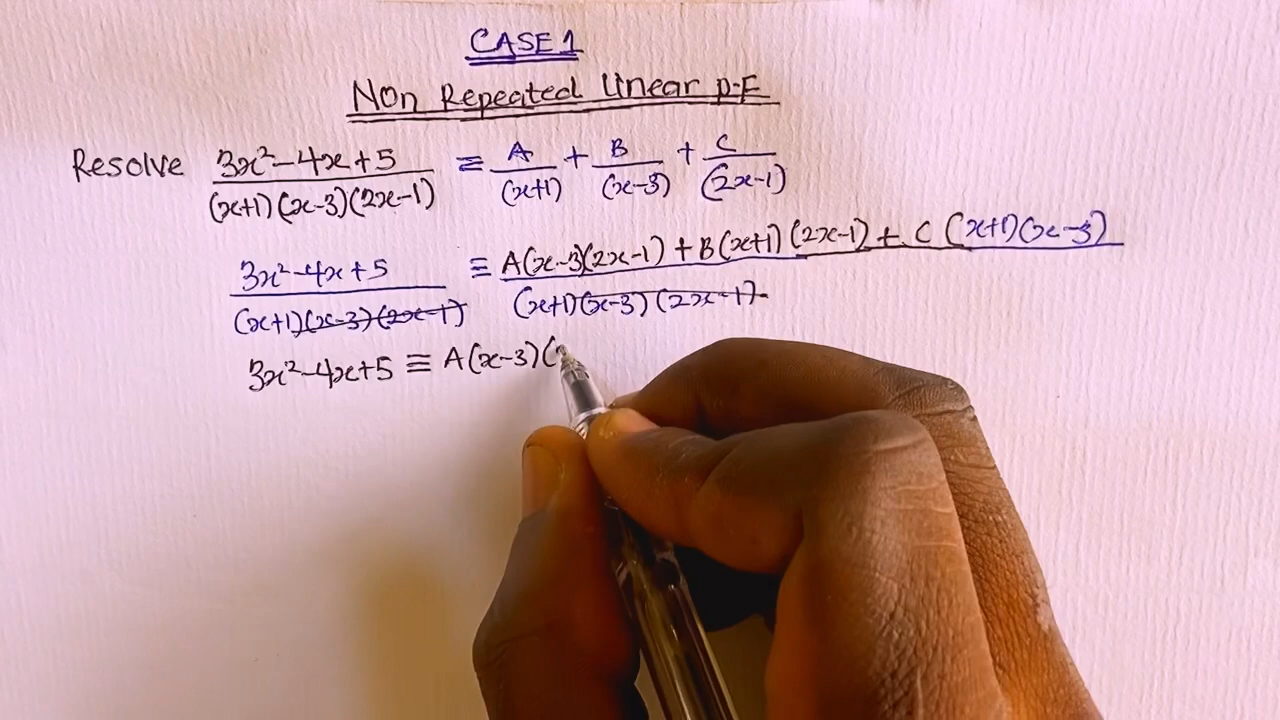 CASE 1
Non Repeated Linear P.F
Resolve (3x²-4x+5)/((x+1)(x-3)(2x-1)) ≡ A/(x+1) + B/(x-3) + C/(2x-1)
(3x²-4x+5)/((x+1)(x-3)(2x-1)) ≡ (A(x-3)(2x-1) + B(x+1)(2x-1) + C(x+1)(x-3))/((x+1)(x-3)(2x-1))
3x²-4x+5 ≡ A(x-3)(